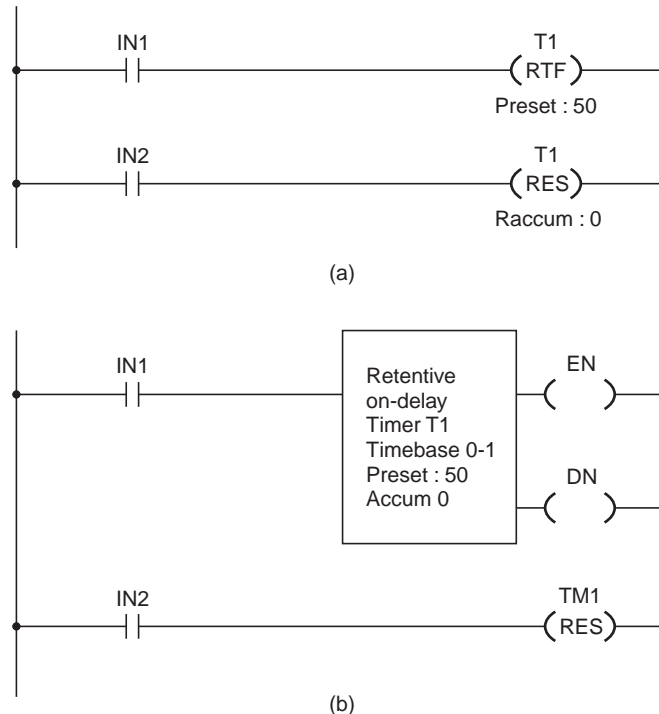 IN1
T1
RTF
Preset : 50
IN2
T1
RES
Raccum : 0
(a)
IN1
Retentive
on-delay
Timer T1
Timebase 0-1
Preset : 50
Accum 0
EN
DN
IN2
TM1
RES
(b)